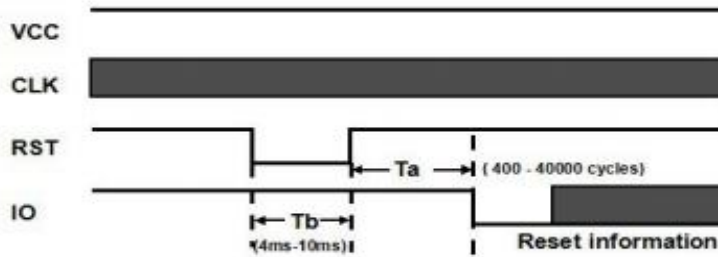 VCC
CLK
RST
Ta
( 400 - 40000 cycles)
IO
Tb
(4ms-10ms)
Reset information